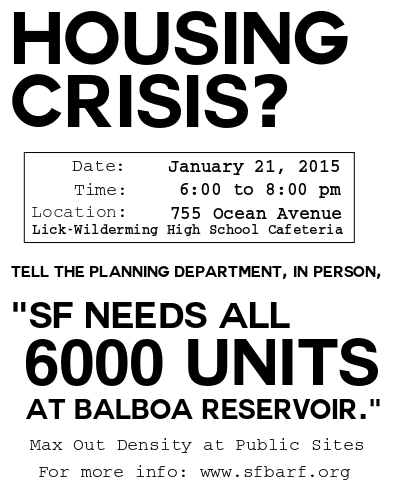 HOUSING
CRISIS?
Date: January 21, 2015
Time: 6:00 to 8:00 pm
Location: 755 Ocean Avenue
Lick-Wilderming High School Cafeteria
TELL THE PLANNING DEPARTMENT, IN PERSON,
"SF NEEDS ALL
6000 UNITS
AT BALBOA RESERVOIR."
Max Out Density at Public Sites
For more info: www.sfbarf.org